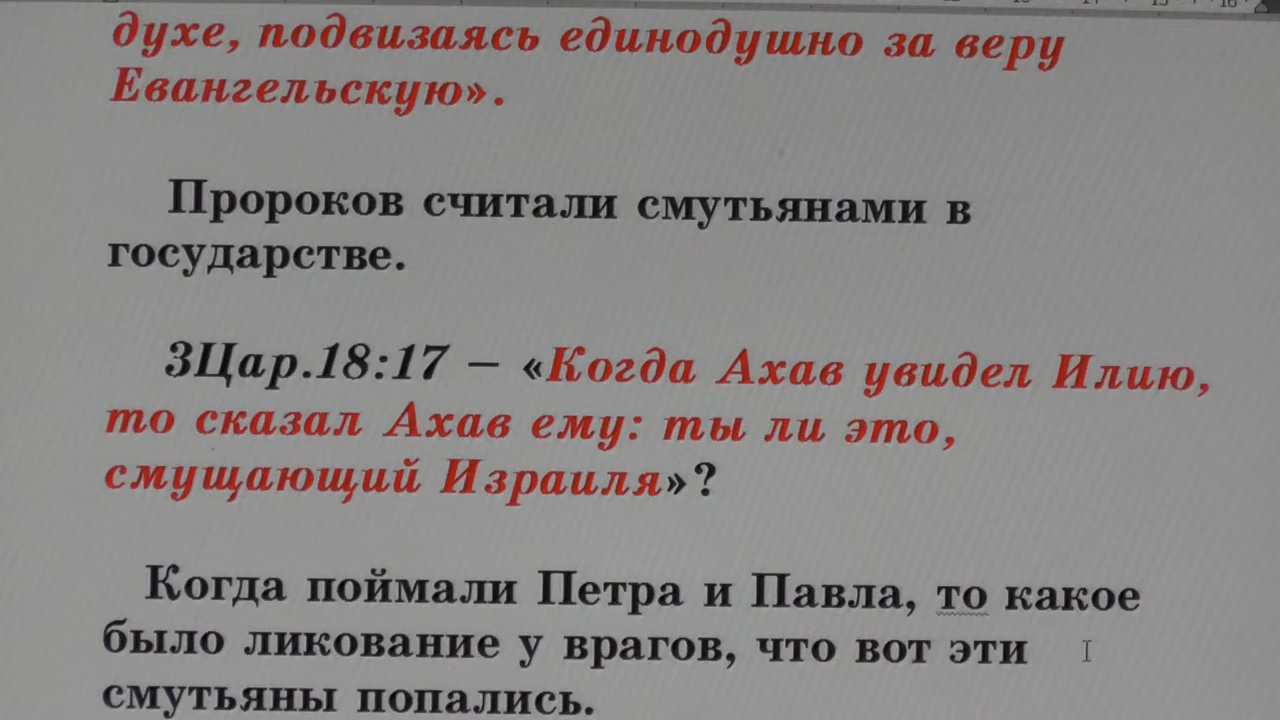 духе, подвизаясь единодушно за веру
Евангельскую».
Пророков считали смутьянами в
государстве.
3Цар.18:17 – «Когда Ахав увидел Илию,
то сказал Ахав ему: ты ли это,
смущающий Израиля»?
Когда поймали Петра и Павла, то какое
было ликование у врагов, что вот эти
смутьяны попались.